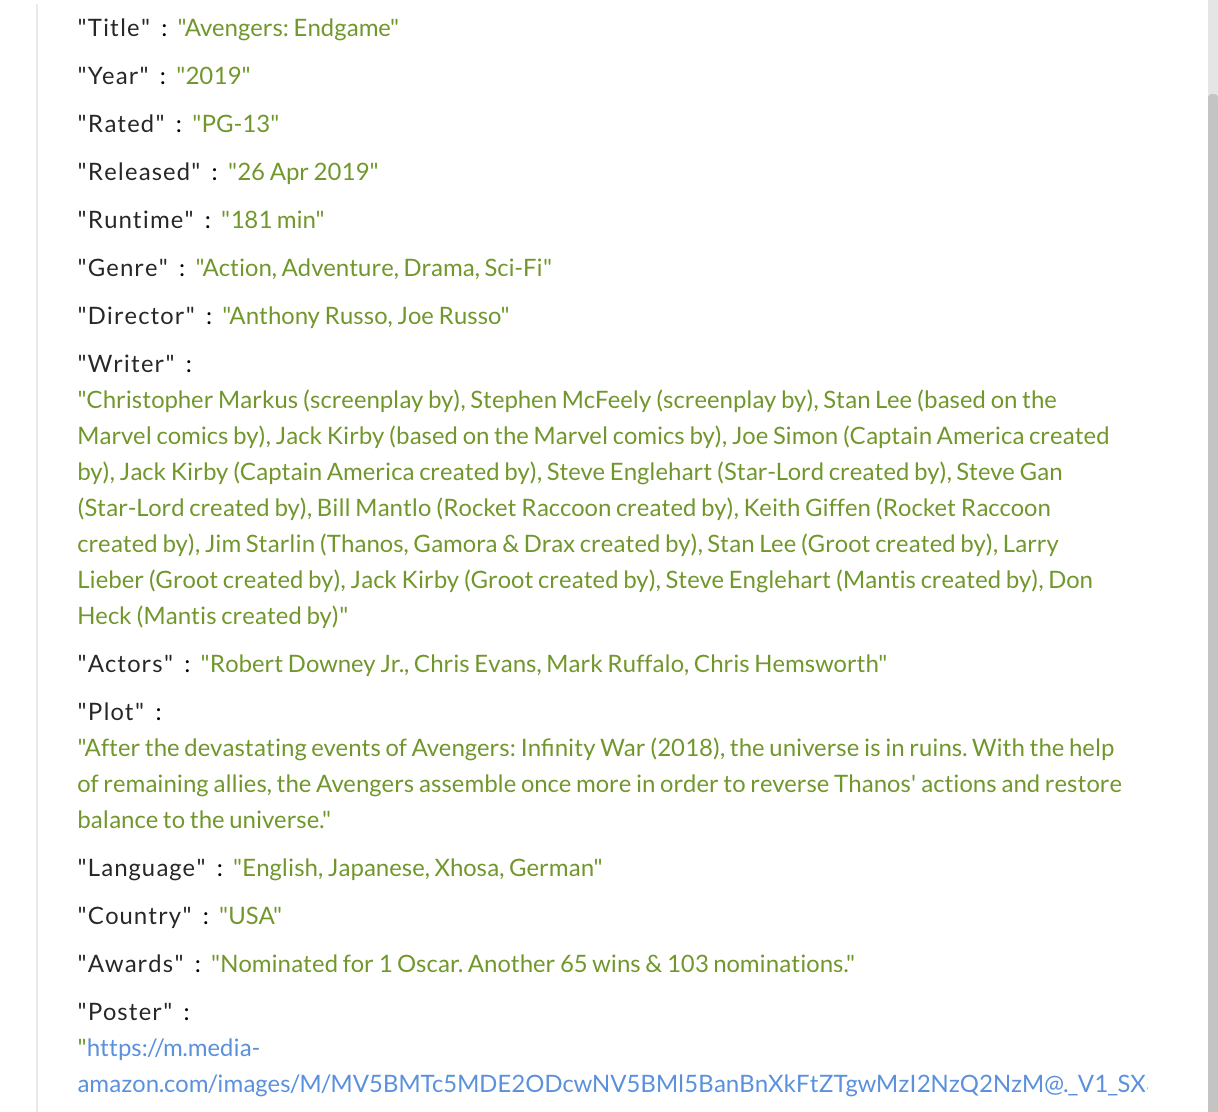 "Title" : "Avengers: Endgame"
"Year" : "2019"
"Rated" : "PG-13"
"Released" : "26 Apr 2019"
"Runtime" : "181 min"
"Genre" : "Action, Adventure, Drama, Sci-Fi"
"Director" : "Anthony Russo, Joe Russo"
"Writer" :
"Christopher Markus (screenplay by), Stephen McFeely (screenplay by), Stan Lee (based on the
Marvel comics by), Jack Kirby (based on the Marvel comics by), Joe Simon (Captain America created
by), Jack Kirby (Captain America created by), Steve Englehart (Star-Lord created by), Steve Gan
(Star-Lord created by), Bill Mantlo (Rocket Raccoon created by), Keith Giffen (Rocket Raccoon
created by), Jim Starlin (Thanos, Gamora & Drax created by), Stan Lee (Groot created by), Larry
Lieber (Groot created by), Jack Kirby (Groot created by), Steve Englehart (Mantis created by), Don
Heck (Mantis created by)"
"Actors" : "Robert Downey Jr., Chris Evans, Mark Ruffalo, Chris Hemsworth"
"Plot" :
"After the devastating events of Avengers: Infinity War (2018), the universe is in ruins. With the help
of remaining allies, the Avengers assemble once more in order to reverse Thanos' actions and restore
balance to the universe."
"Language" : "English, Japanese, Xhosa, German"
"Country" : "USA"
"Awards" : "Nominated for 1 Oscar. Another 65 wins & 103 nominations."
"Poster" :
"https://m.media-
amazon.com/images/M/MV5BMTc5MDE2ODcwNV5BMl5BanBnXkFtZTgwMzI2NzQ2NzM@._V1_SX